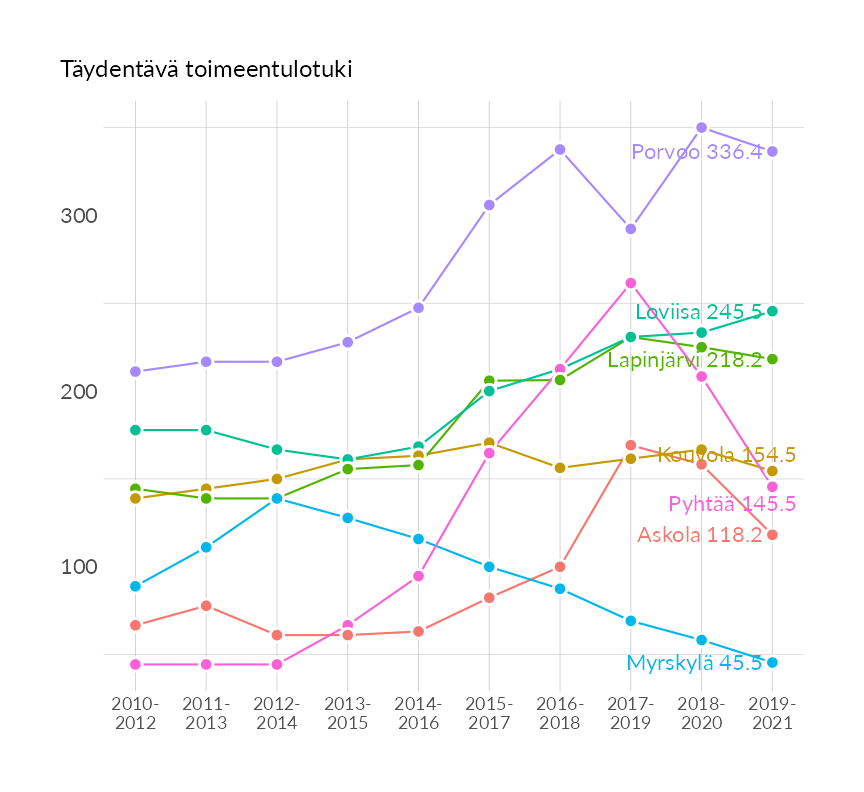 Täydentävä toimeentulotuki
Porvoo 336.4
300
Loviisa 245.5
Lapinjärvi 218.2
200
Kouvola 154.5
Pyhtää 145.5
Askola 118.2
100
Myrskylä 45.5
2010- 2011- 2012- 2013- 2014- 2015- 2016- 2017- 2018- 2019-
2012 2013 2014 2015 2016 2017 2018 2019 2020 2021